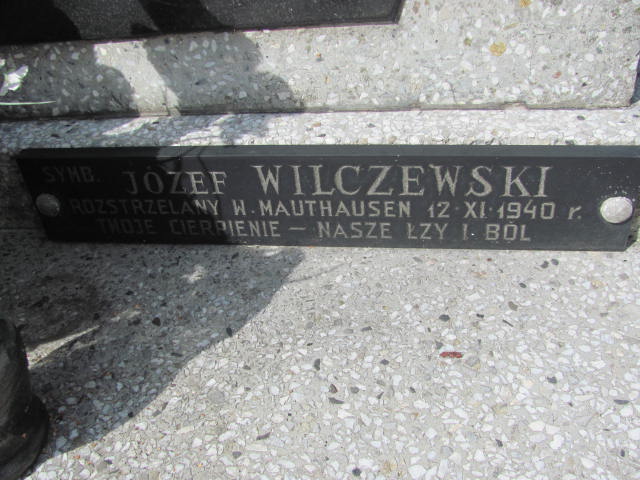 SYMB. JÓZEF WILCZEWSKI
ROZSTRZELANY W. MAUTHAUSEN 12·XI·1940 r.
TWOJE CIERPIENIE – NASZE ŁZY I BÓL